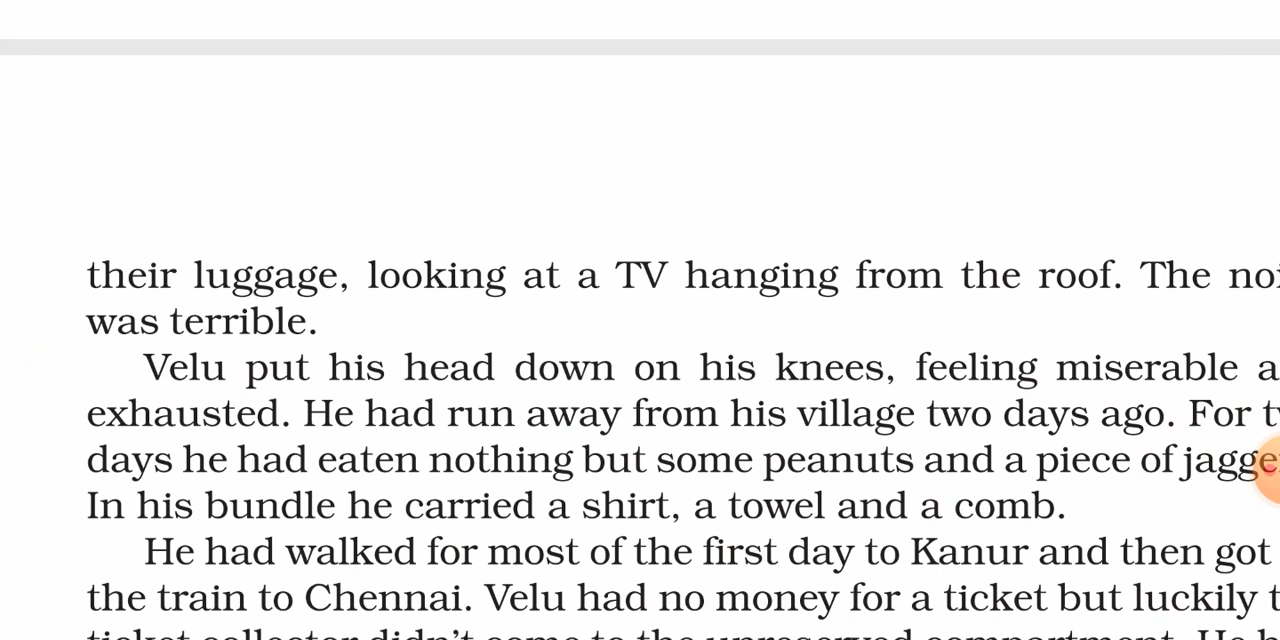 their luggage, looking at a TV hanging from the roof. The
was terrible.
Velu put his head down on his knees, feeling miserable
exhausted. He had run away from his village two days ago. For
days he had eaten nothing but some peanuts and a piece of
In his bundle he carried a shirt, a towel and a comb.
He had walked for most of the first day to Kanur and then got
the train to Chennai. Velu had no money for a ticket but luckily